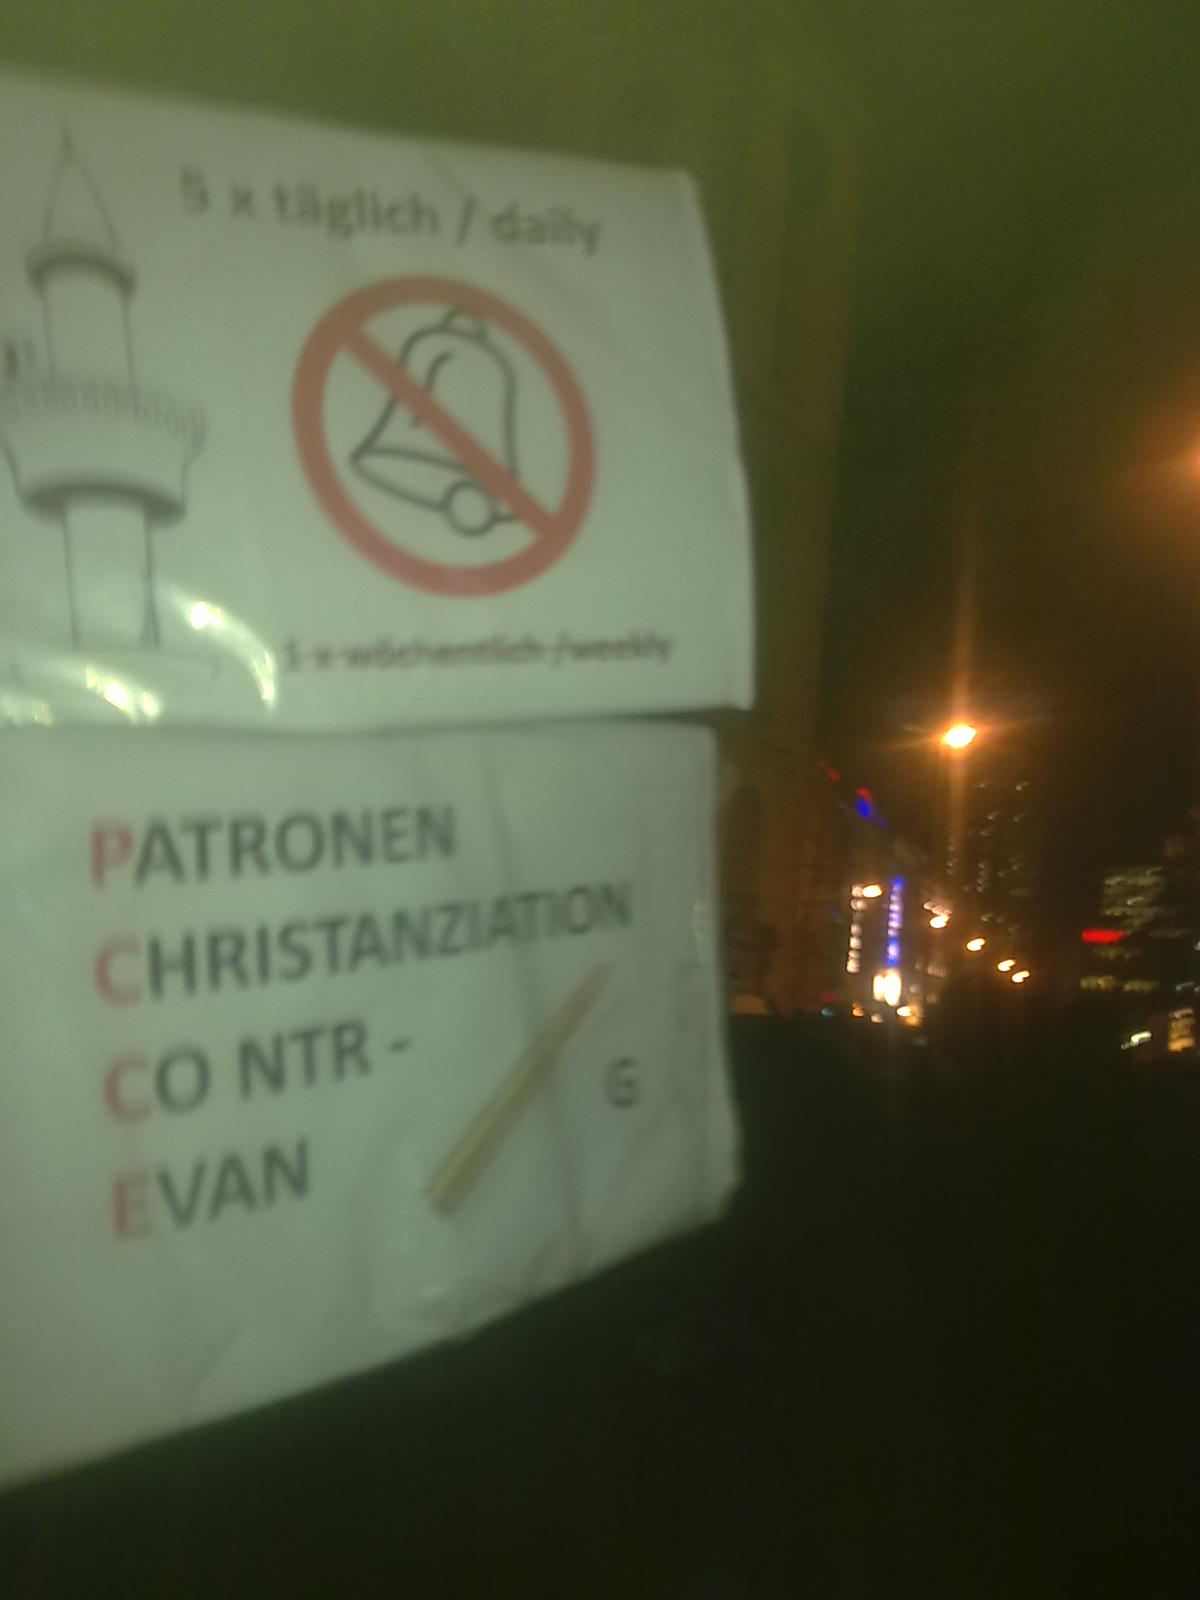 5 x täglich / daily
1 x wöchentlich / weekly
PATRONEN
CHRISTANZIATION
CO NTR -
G
EVAN